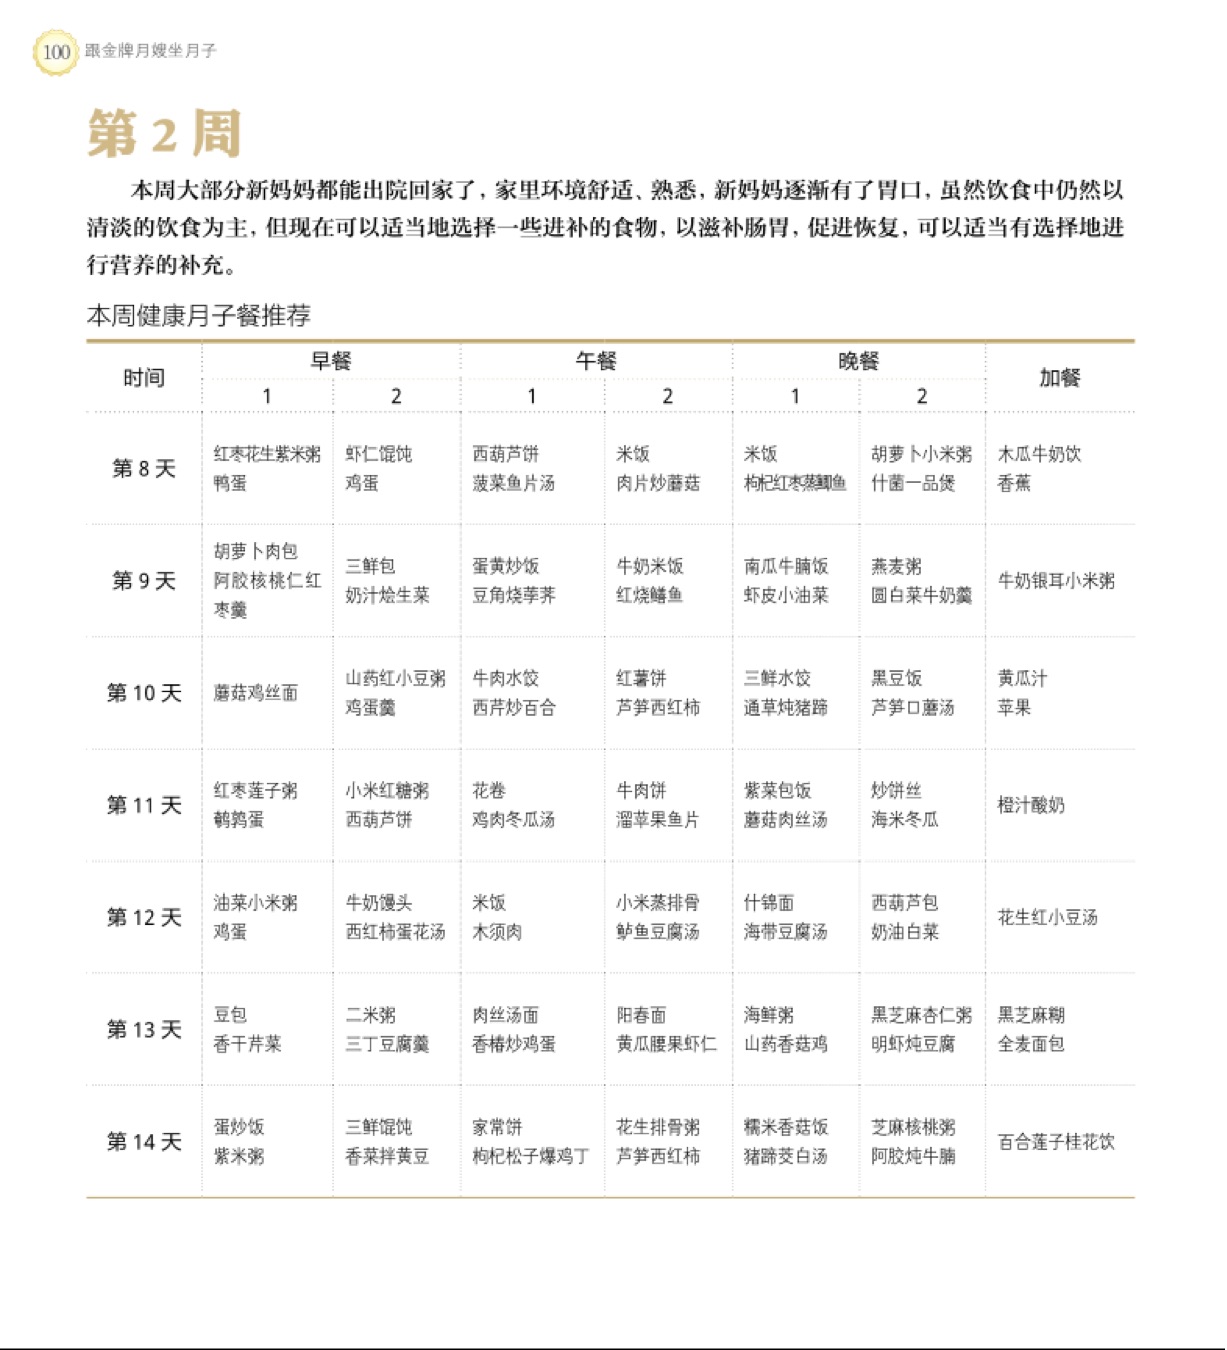 100 跟金牌月嫂坐月子
第 2 周
本周大部分新妈妈都能出院回家了，家里环境舒适、熟悉，新妈妈逐渐有了胃口，虽然饮食中仍然以
清淡的饮食为主，但现在可以适当地选择一些进补的食物，以滋补肠胃，促进恢复，可以适当有选择地进
行营养的补充。
本周健康月子餐推荐
时间 早餐 午餐 晚餐 加餐
1 2 1 2 1 2
第 8 天
红枣花生紫米粥 虾仁馄饨 西葫芦饼 米饭 米饭 胡萝卜小米粥 木瓜牛奶饮
鸭蛋 鸡蛋 菠菜鱼片汤 肉片炒蘑菇 枸杞红枣蒸鲫鱼 什菌一品煲 香蕉
第 9 天
胡萝卜肉包
阿胶核桃仁红
枣羹
三鲜包 蛋黄炒饭 牛奶米饭 南瓜牛腩饭 燕麦粥 牛奶银耳小米粥
奶汁烩生菜 豆角烧荸荠 红烧鳝鱼 虾皮小油菜 圆白菜牛奶羹
第 10 天
蘑菇鸡丝面 山药红小豆粥 牛肉水饺 红薯饼 三鲜水饺 黑豆饭 黄瓜汁
鸡蛋羹 西芹炒百合 芦笋西红柿 通草炖猪蹄 芦笋口蘑汤 苹果
第 11 天
红枣莲子粥 小米红糖粥 花卷 牛肉饼 紫菜包饭 炒饼丝 橙汁酸奶
鹌鹑蛋 西葫芦饼 鸡肉冬瓜汤 溜苹果鱼片 蘑菇肉丝汤 海米冬瓜
第 12 天
油菜小米粥 牛奶馒头 米饭 小米蒸排骨 什锦面 西葫芦包 花生红小豆汤
鸡蛋 西红柿蛋花汤 木须肉 鲈鱼豆腐汤 海带豆腐汤 奶油白菜
第 13 天
豆包 二米粥 肉丝汤面 阳春面 海鲜粥 黑芝麻杏仁粥 黑芝麻糊
香干芹菜 三丁豆腐羹 香椿炒鸡蛋 黄瓜腰果虾仁 山药香菇鸡 明虾炖豆腐 全麦面包
第 14 天
蛋炒饭 三鲜馄饨 家常饼 花生排骨粥 糯米香菇饭 芝麻核桃粥 百合莲子桂花饮
紫米粥 香菜拌黄豆 枸杞松子爆鸡丁 芦笋西红柿 猪蹄茭白汤 阿胶炖牛腩